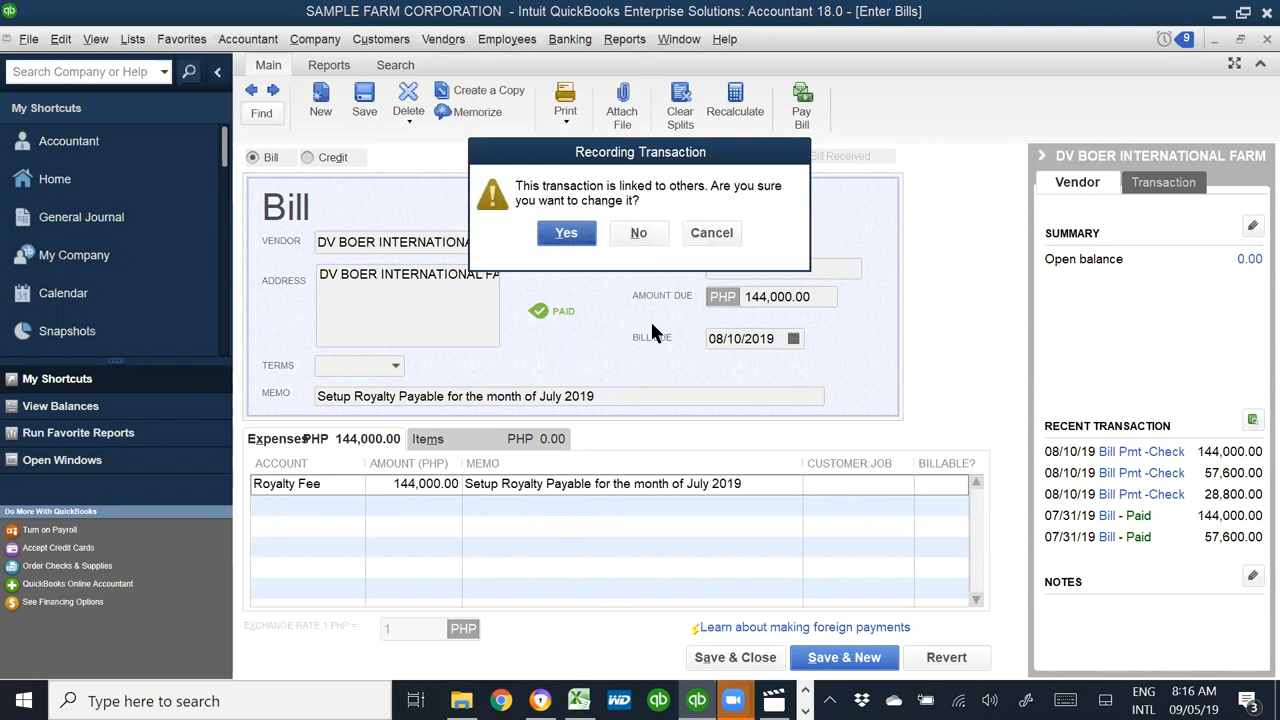 SAMPLE FARM CORPORATION - Intuit QuickBooks Enterprise Solutions: Accountant 18.0 - [Enter Bills]
File Edit View Lists Favorites Accountant Company Customers Vendors Employees Banking Reports Window Help
9
Search Company or Help
Main Reports Search
My Shortcuts
Accountant
Home
General Journal
My Company
Calendar
Snapshots
My Shortcuts
View Balances
Run Favorite Reports
Open Windows
Do More With QuickBooks
Turn on Payroll
Accept Credit Cards
Order Checks & Supplies
QuickBooks Online Accountant
See Financing Options
Find
New
Save
Delete
Create a Copy
Memorize
Print
Attach
File
Clear
Splits
Recalculate
Pay
Bill
Bill Credit
Bill Received
Recording Transaction
This transaction is linked to others. Are you sure
you want to change it?
Yes No Cancel
Bill
VENDOR DV BOER INTERNATIONA
ADDRESS DV BOER INTERNATIONAL FA
PAID
AMOUNT DUE PHP 144,000.00
08/10/2019
TERMS
MEMO Setup Royalty Payable for the month of July 2019
Expenses PHP 144,000.00 Items PHP 0.00
ACCOUNT AMOUNT (PHP) MEMO CUSTOMER:JOB BILLABLE?
Royalty Fee 144,000.00 Setup Royalty Payable for the month of July 2019
EXCHANGE RATE 1 PHP = 1 PHP
Learn about making foreign payments
Save & Close Save & New Revert
DV BOER INTERNATIONAL FARM
Vendor Transaction
SUMMARY
Open balance 0.00
RECENT TRANSACTION
08/10/19 Bill Pmt -Check 144,000.00
08/10/19 Bill Pmt -Check 57,600.00
08/10/19 Bill Pmt -Check 28,800.00
07/31/19 Bill - Paid 144,000.00
07/31/19 Bill - Paid 57,600.00
NOTES
Type here to search
WD
qb
qb
ENG
INTL
8:16 AM
09/05/19
3